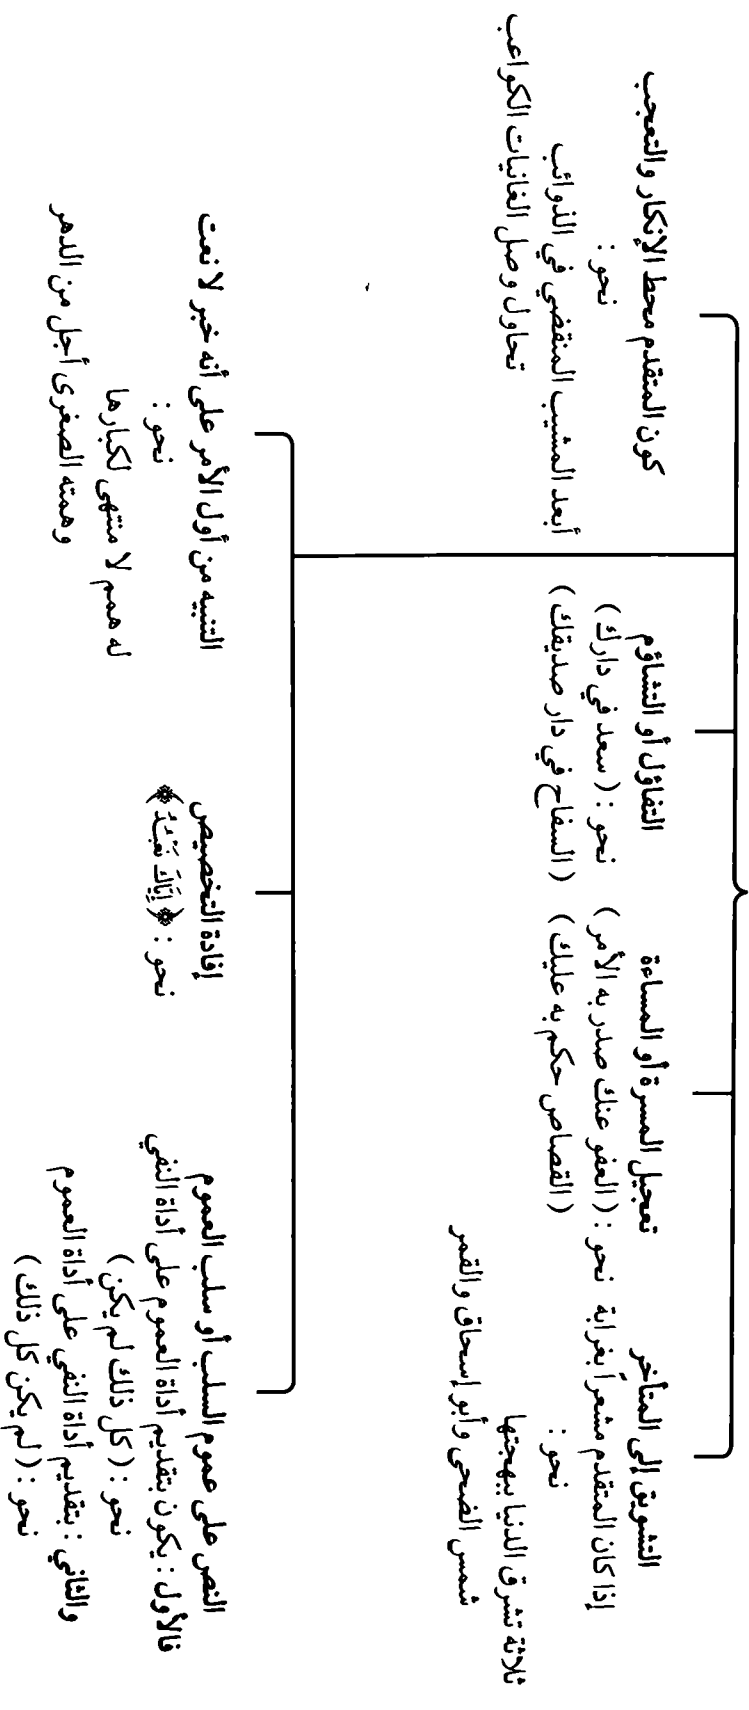 التشويق إلى المتأخر
إذا كان المتقدم مشعراً بغرابة
نحو :
ثلاثة تشرق الدنيا ببهجتها
شمس الضحى وأبو إسحاق والقمر
تعجيل المسرة أو المساءة
نحو : ( العفو عنك صدر به الأمر )
( القصاص حكم به عليك )
التفاؤل أو التشاؤم
نحو : ( سعد في دارك )
( السفاح في دار صديقك )
كون المتقدم محط الإنكار والتعجب
نحو :
أبعد المشيب المنقضي في الذوائب
تحاول وصل الغانيات الكواعب
النص على عموم السلب أو سلب العموم
فالأول : يكون بتقديم أداة العموم على أداة النفي
نحو : ( كل ذلك لم يكن )
والثاني : بتقديم أداة النفي على أداة العموم
نحو : ( لم يكن كل ذلك )
إفادة التخصيص
نحو : ﴿ إِيَّاكَ نَعْبُدُ ﴾
التنبيه من أول الأمر على أنه خبر لا نعت
نحو :
له همم لا منتهى لكبارها
وهمته الصغرى أجل من الدهر